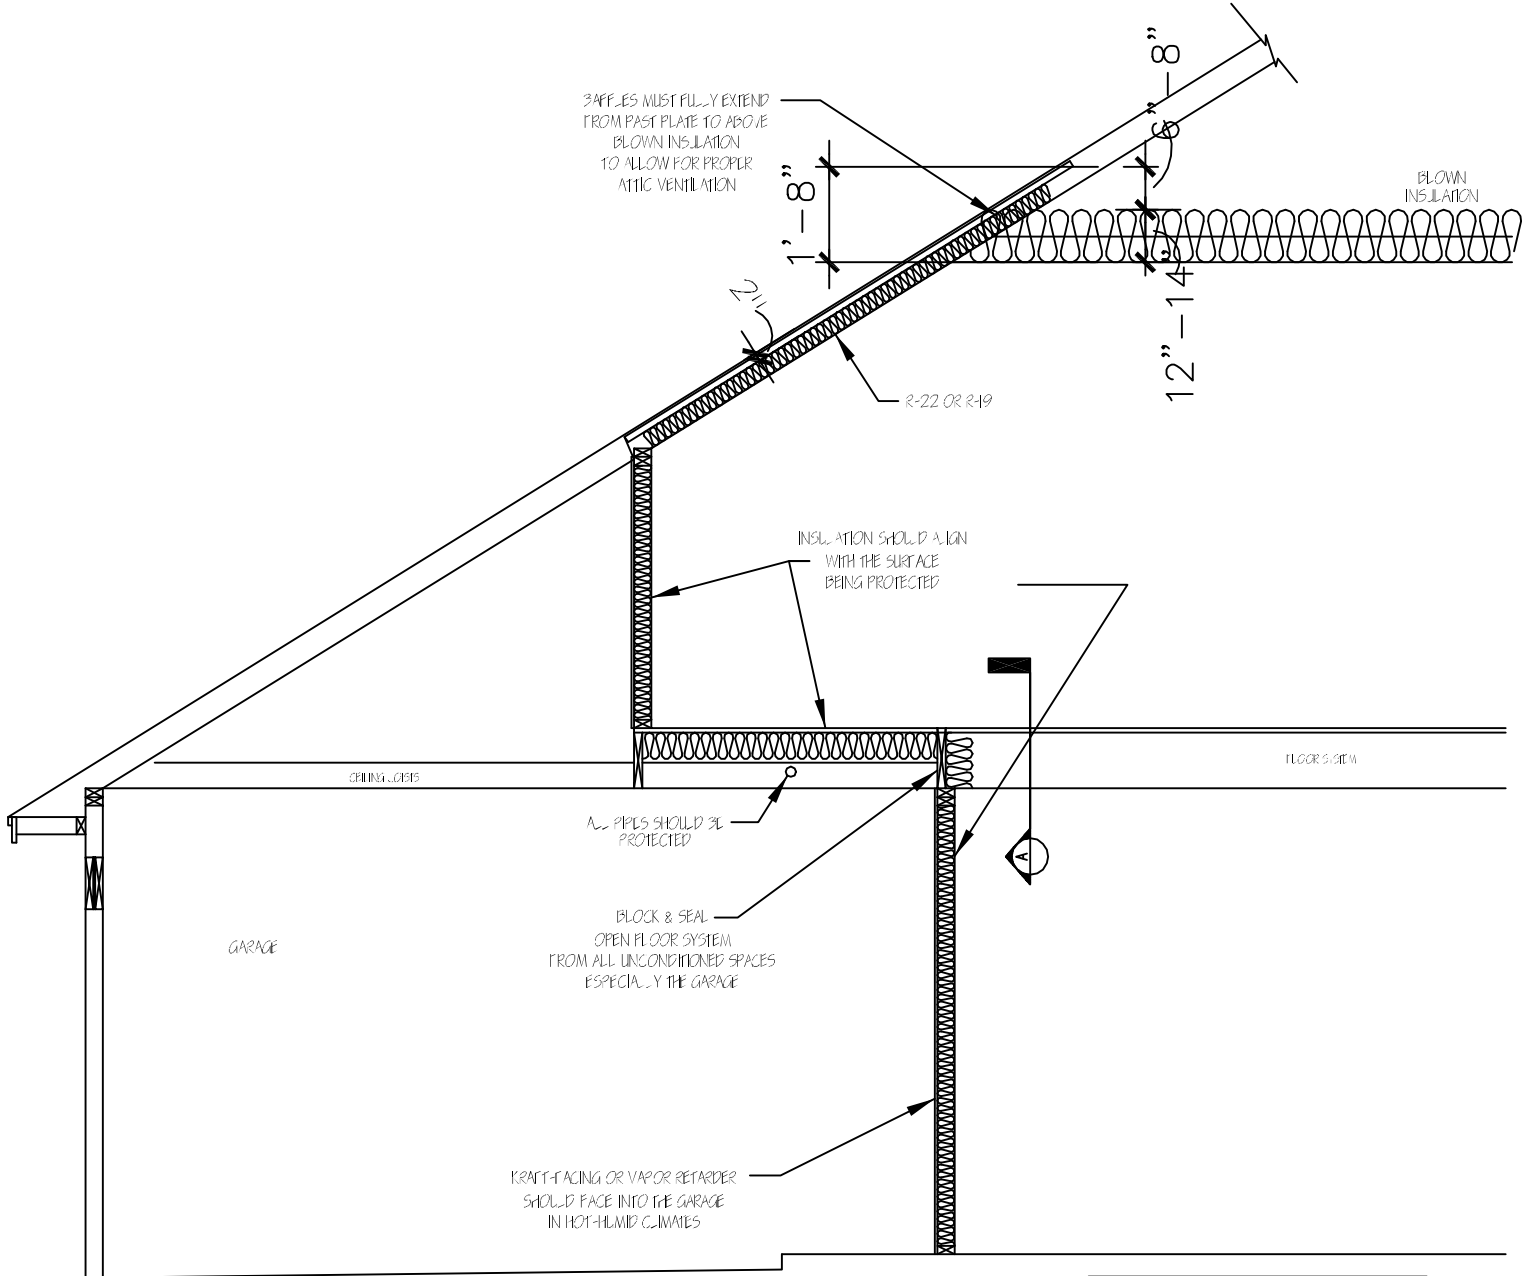 BAFFLES MUST FULLY EXTEND
FROM PAST PLATE TO ABOVE
BLOWN INSULATION
TO ALLOW FOR PROPER
ATTIC VENTILATION
1' - 8"
6" - 8"
BLOWN
INSULATION
12" - 14"
2"
R-22 OR R-19
INSULATION SHOULD ALIGN
WITH THE SURFACE
BEING PROTECTED
CEILING JOISTS
FLOOR SYSTEM
ALL PIPES SHOULD BE
PROTECTED
A
BLOCK & SEAL
OPEN FLOOR SYSTEM
FROM ALL UNCONDITIONED SPACES
ESPECIALLY THE GARAGE
GARAGE
KRAFT-FACING OR VAPOR RETARDER
SHOULD FACE INTO THE GARAGE
IN HOT-HUMID CLIMATES